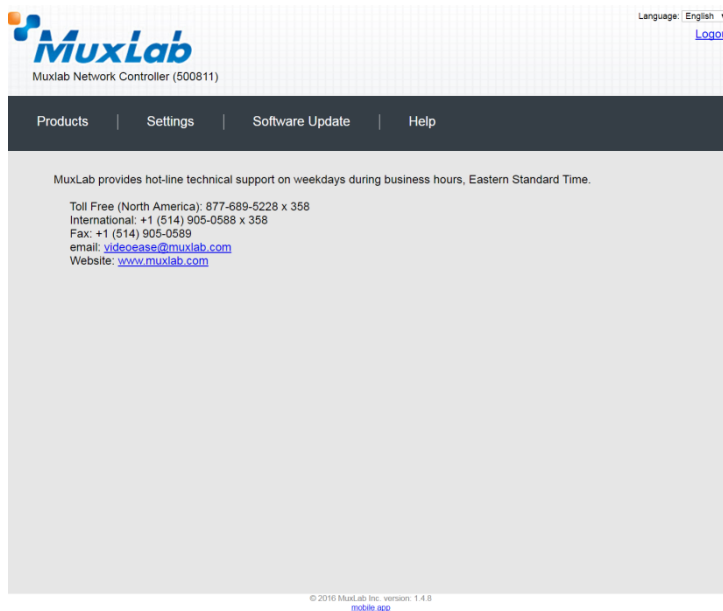 Language: English
Logou
MuxLab
Muxlab Network Controller (500811)
Products | Settings | Software Update | Help
MuxLab provides hot-line technical support on weekdays during business hours, Eastern Standard Time.
Toll Free (North America): 877-689-5228 x 358
International: +1 (514) 905-0588 x 358
Fax: +1 (514) 905-0589
email: videoease@muxlab.com
Website: www.muxlab.com
© 2016 MuxLab Inc. version: 1.4.8
mobile app